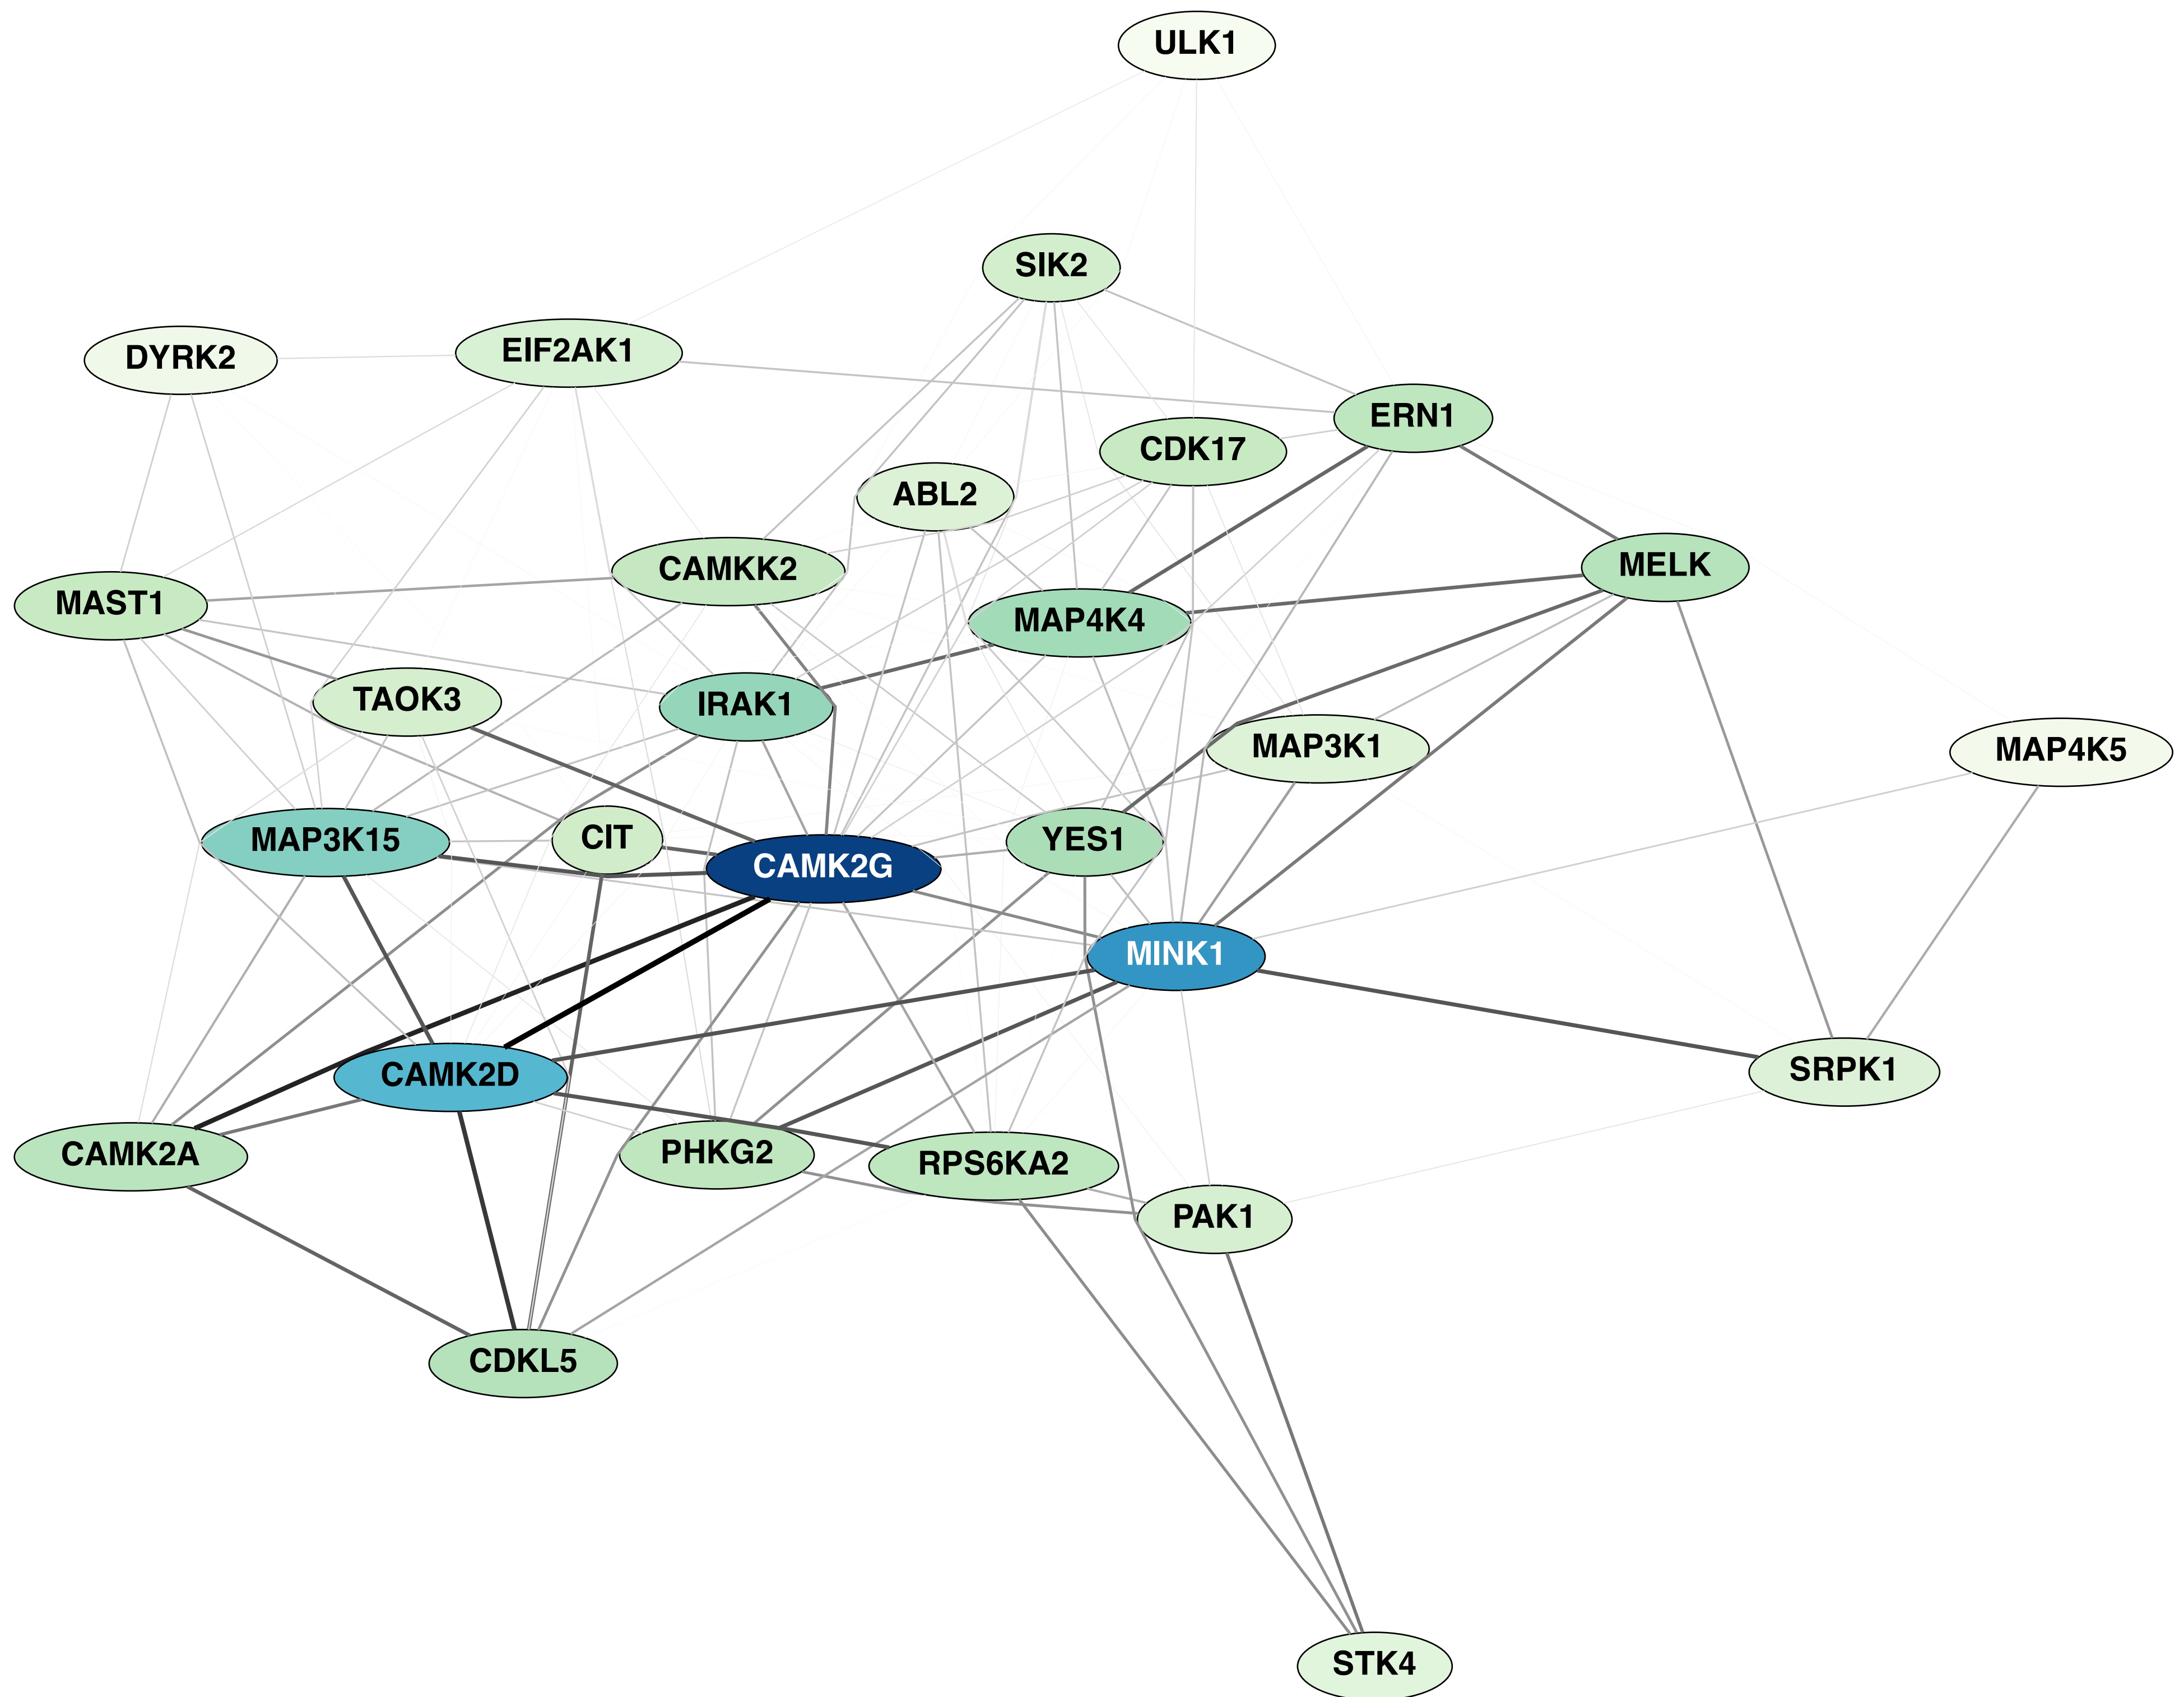 ULK1
SIK2
DYRK2
EIF2AK1
ERN1
CDK17
ABL2
CAMKK2
MELK
MAST1
MAP4K4
TAOK3
IRAK1
MAP3K1
MAP4K5
MAP3K15
CIT
CAMK2G
YES1
MINK1
CAMK2D
SRPK1
CAMK2A
PHKG2
RPS6KA2
PAK1
CDKL5
STK4